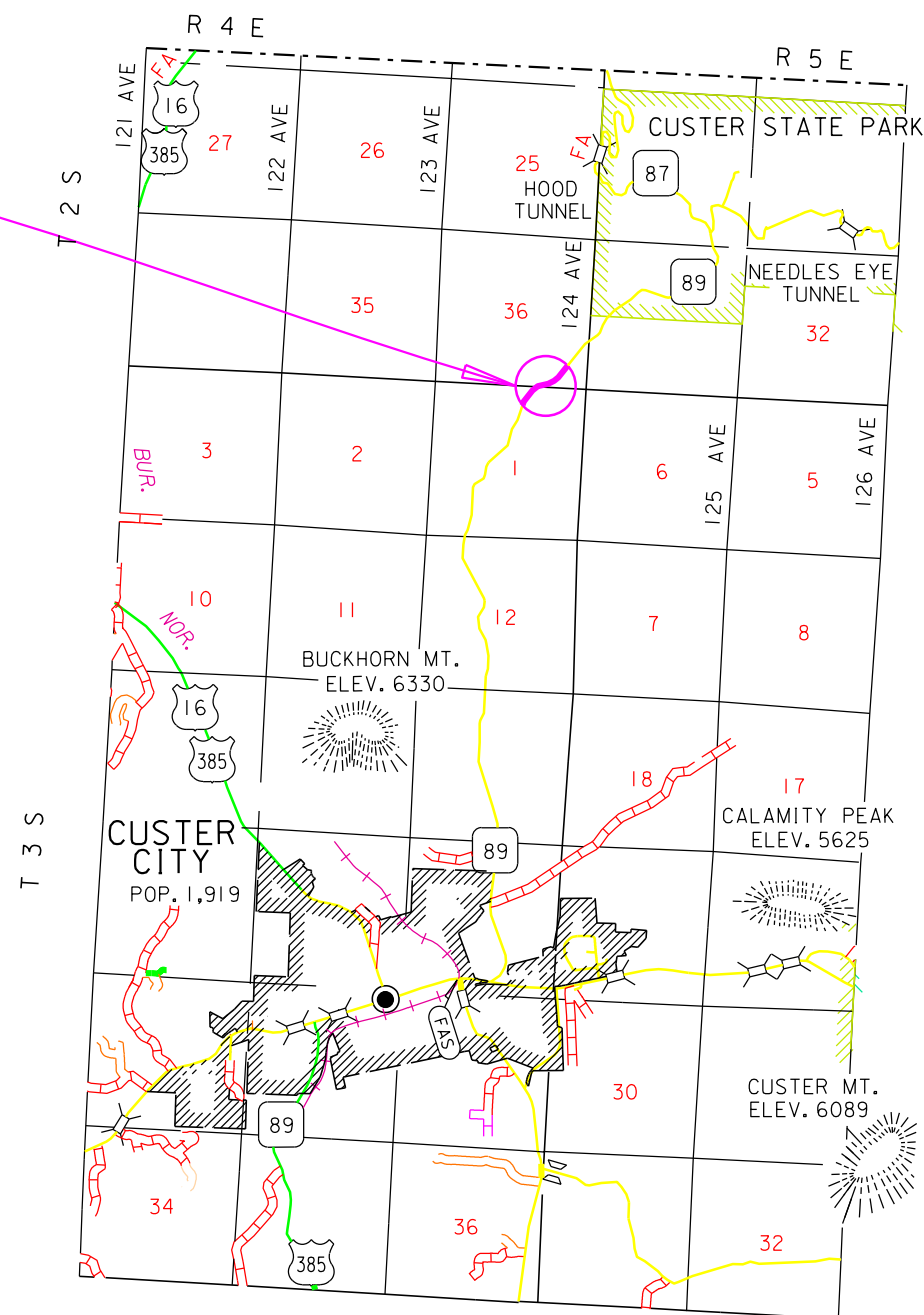 R 4 E
R 5 E
121 AVE
FA
16
385
27
122 AVE
26
123 AVE
25
FA
CUSTER STATE PARK
87
HOOD
TUNNEL
T 2 S
124 AVE
89
NEEDLES EYE
TUNNEL
35
36
32
3
2
1
6
125 AVE
5
126 AVE
BUR.
10
NOR.
11
12
7
8
BUCKHORN MT.
ELEV. 6330
16
385
18
17
CALAMITY PEAK
ELEV. 5625
T 3 S
CUSTER
CITY
POP. 1,919
89
FAS
30
CUSTER MT.
ELEV. 6089
89
34
36
32
385